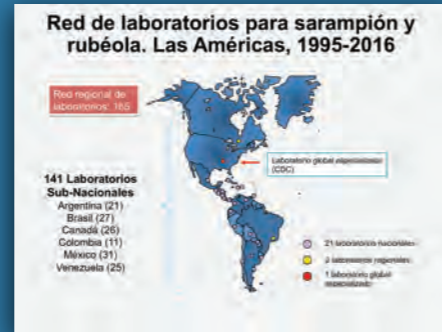 Red de laboratorios para sarampión y
rubéola. Las Américas, 1995-2016
Red regional de
laboratorios: 165
Laboratorio global especializado
(CDC)
141 Laboratorios
Sub-Nacionales
Argentina (21)
Brasil (27)
Canadá (26)
Colombia (11)
México (31)
Venezuela (25)
21 laboratorios nacionales
2 laboratorios regionales
1 laboratorio global
especializado